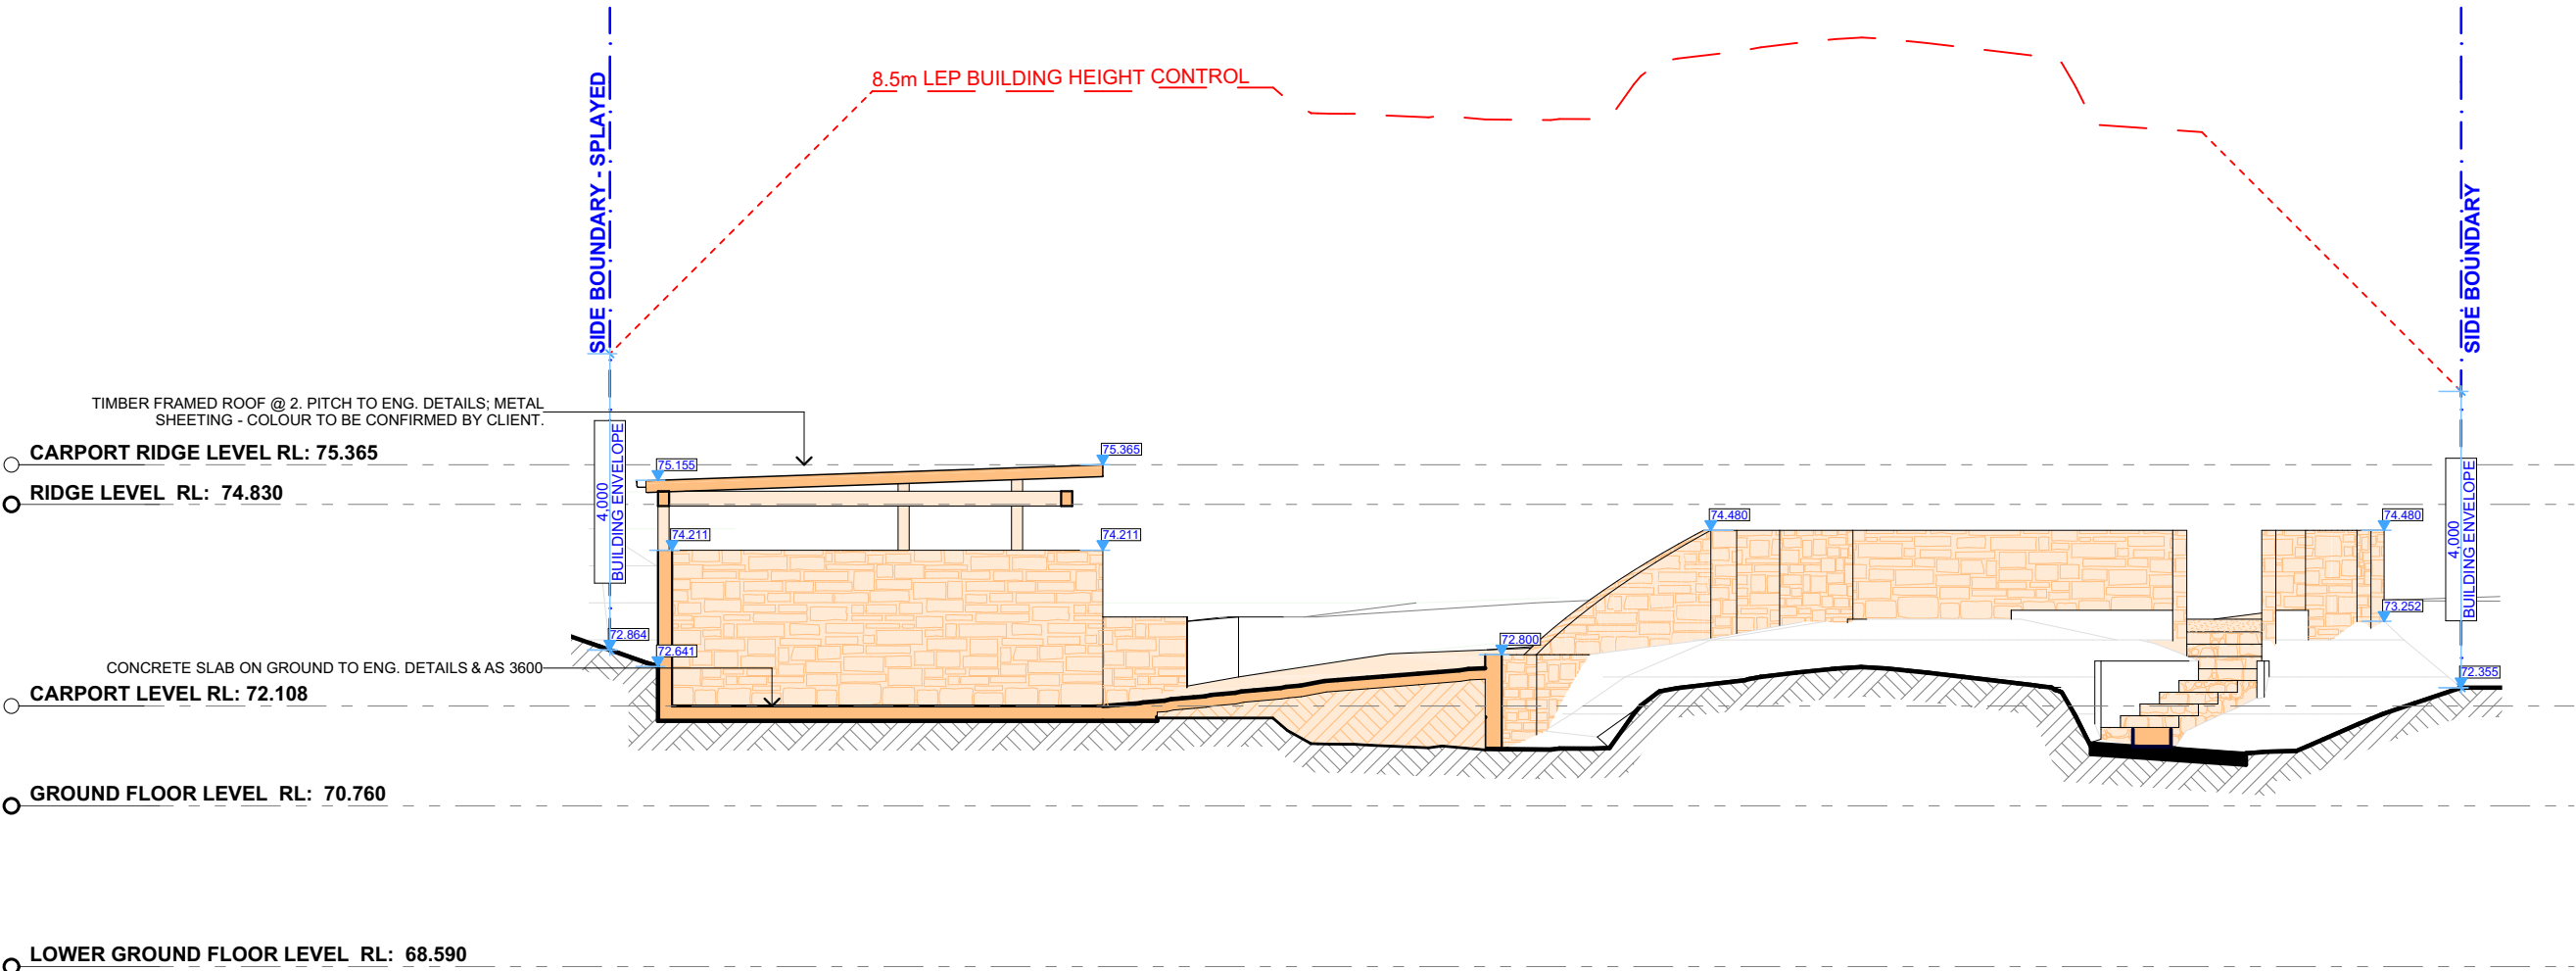 SIDE BOUNDARY - SPLAYED
8.5m LEP BUILDING HEIGHT CONTROL
SIDE BOUNDARY
TIMBER FRAMED ROOF @ 2. PITCH TO ENG. DETAILS; METAL
SHEETING - COLOUR TO BE CONFIRMED BY CLIENT.
CARPORT RIDGE LEVEL RL: 75.365
RIDGE LEVEL RL: 74.830
4,000
BUILDING ENVELOPE
75.155
75.365
74.211
74.211
74.480
74.480
4,000
BUILDING ENVELOPE
73.252
72.864
72.641
72.800
72.355
CONCRETE SLAB ON GROUND TO ENG. DETAILS & AS 3600
CARPORT LEVEL RL: 72.108
GROUND FLOOR LEVEL RL: 70.760
LOWER GROUND FLOOR LEVEL RL: 68.590